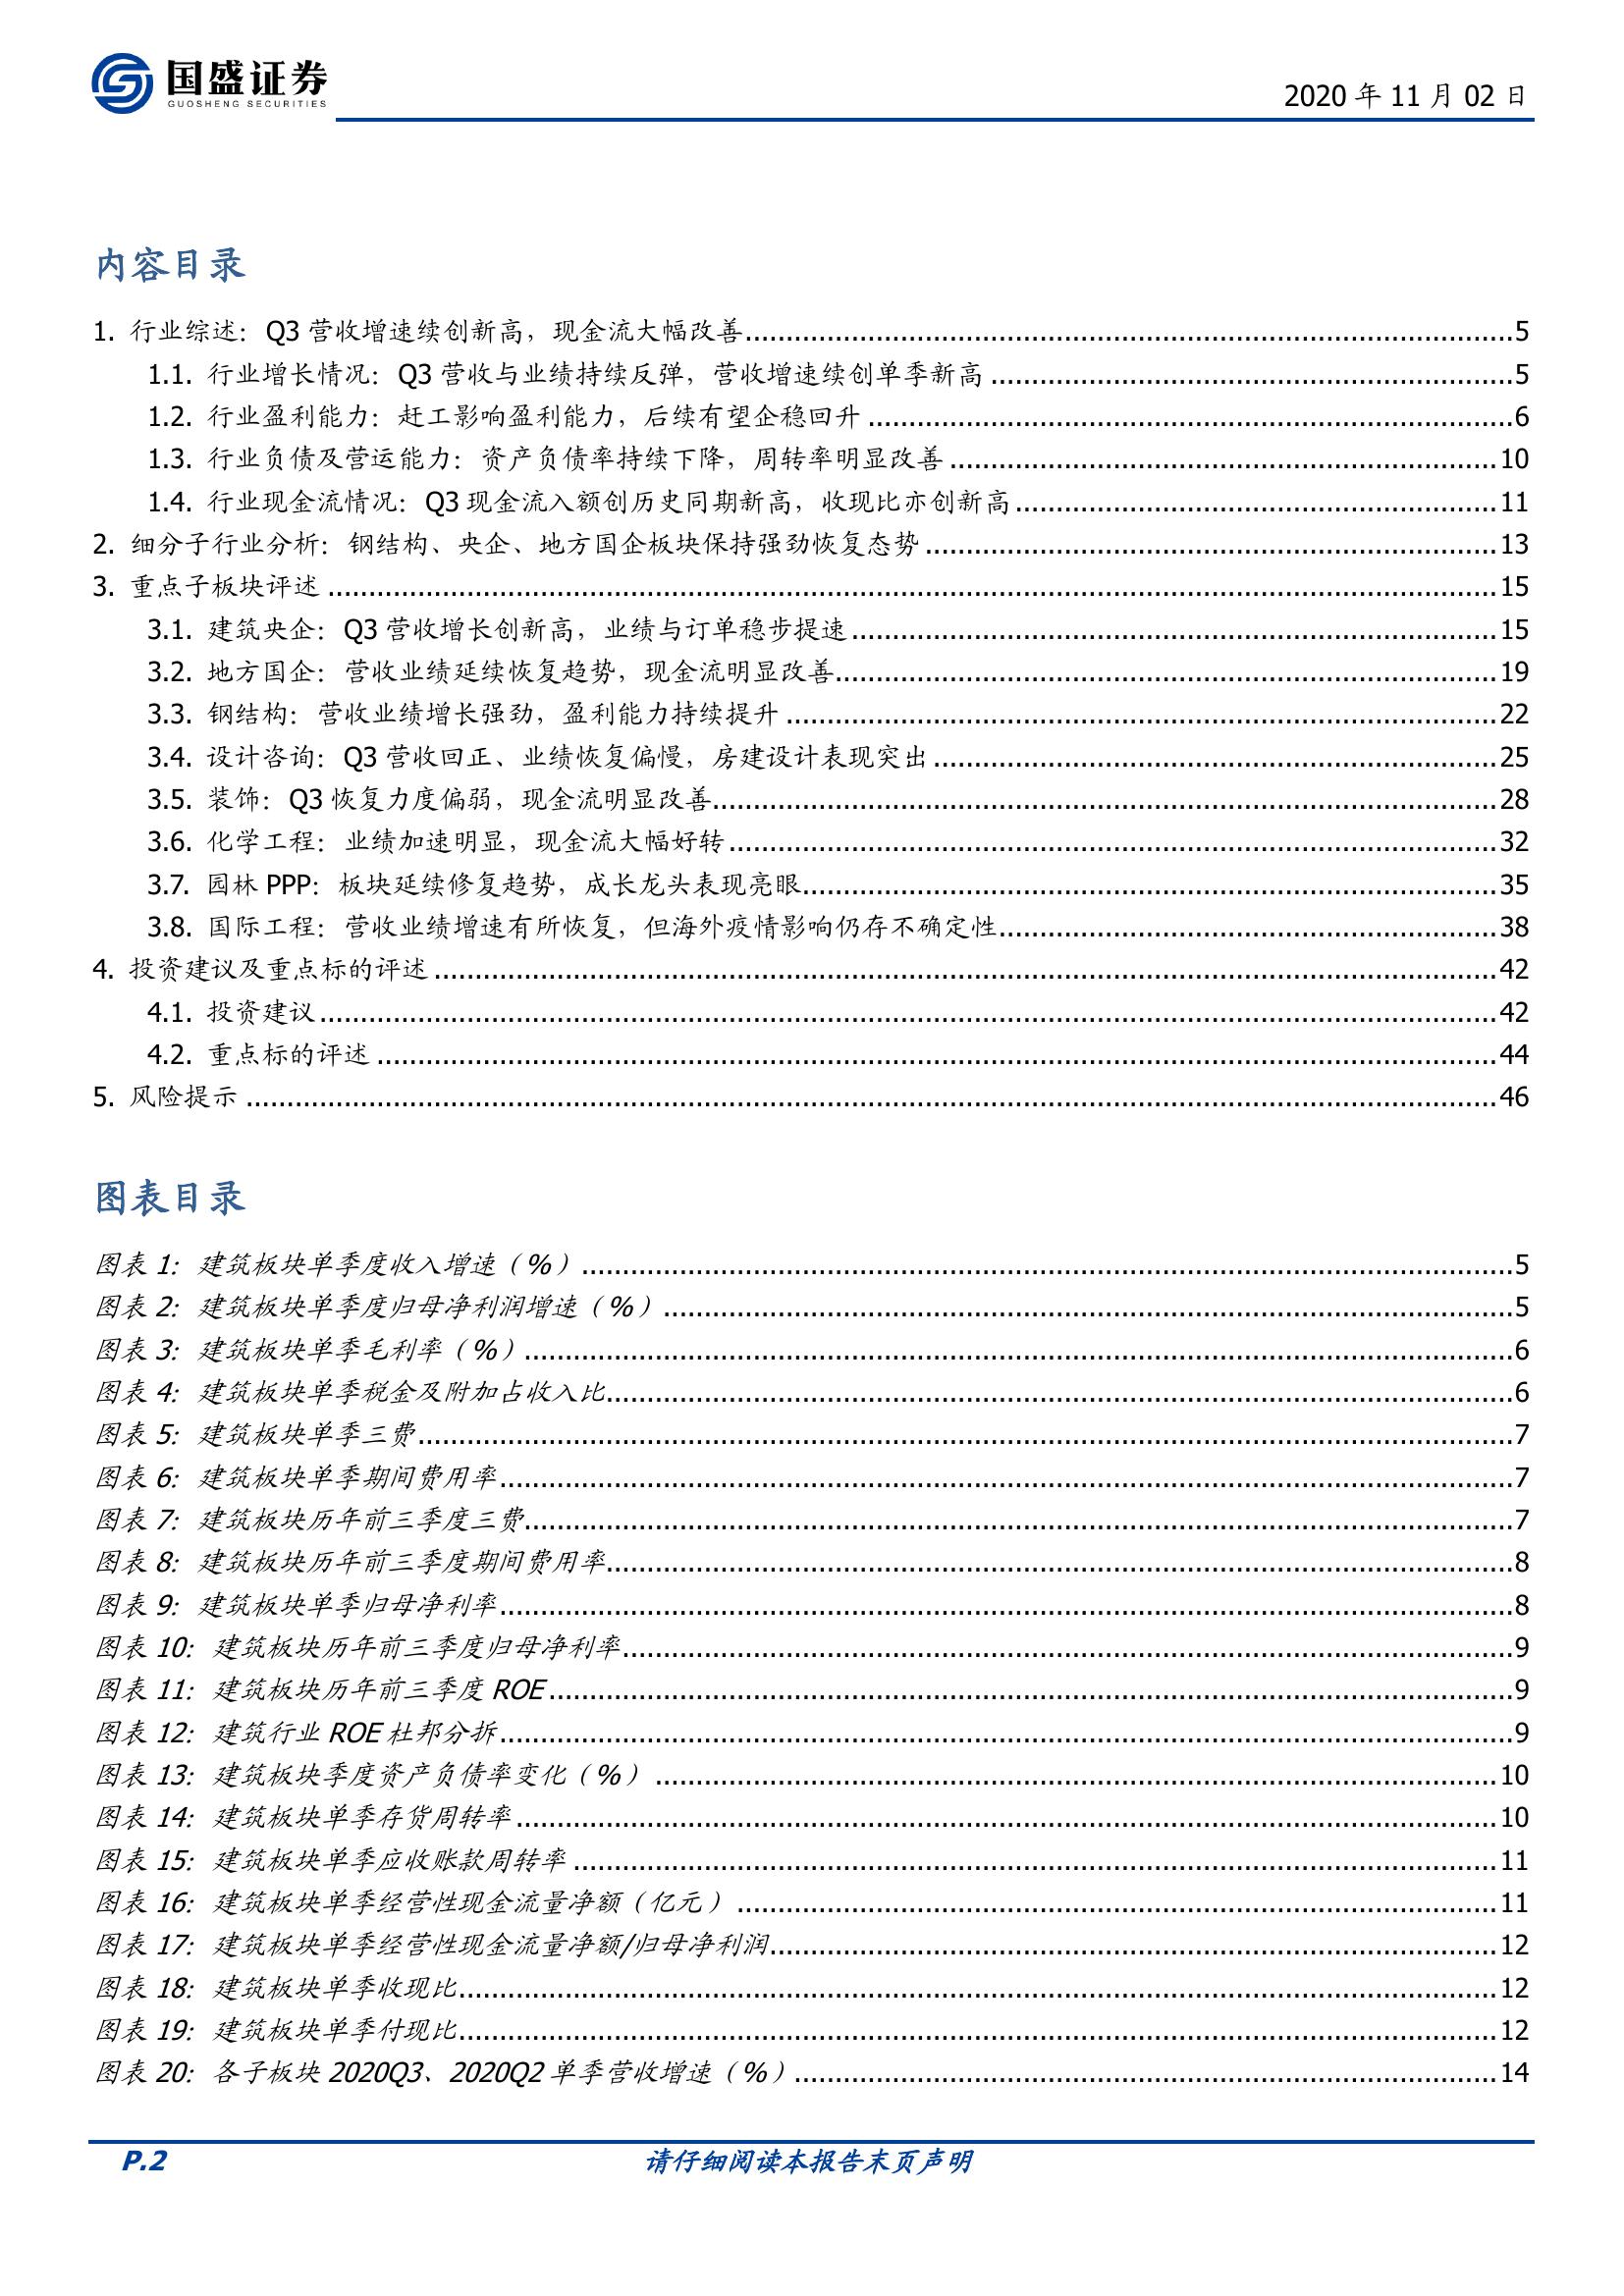 国盛证券
GUOSHENG SECURITIES
2020 年 11 月 02 日
内容目录
1. 行业综述：Q3 营收增速续创新高，现金流大幅改善 5
1.1. 行业增长情况：Q3 营收与业绩持续反弹，营收增速续创单季新高 5
1.2. 行业盈利能力：赶工影响盈利能力，后续有望企稳回升 6
1.3. 行业负债及营运能力：资产负债率持续下降，周转率明显改善 10
1.4. 行业现金流情况：Q3 现金流入额创历史同期新高，收现比亦创新高 11
2. 细分子行业分析：钢结构、央企、地方国企板块保持强劲恢复态势 13
3. 重点子板块评述 15
3.1. 建筑央企：Q3 营收增长创新高，业绩与订单稳步提速 15
3.2. 地方国企：营收业绩延续恢复趋势，现金流明显改善 19
3.3. 钢结构：营收业绩增长强劲，盈利能力持续提升 22
3.4. 设计咨询：Q3 营收回正、业绩恢复偏慢，房建设计表现突出 25
3.5. 装饰：Q3 恢复力度偏弱，现金流明显改善 28
3.6. 化学工程：业绩加速明显，现金流大幅好转 32
3.7. 园林 PPP：板块延续修复趋势，成长龙头表现亮眼 35
3.8. 国际工程：营收业绩增速有所恢复，但海外疫情影响仍存不确定性 38
4. 投资建议及重点标的评述 42
4.1. 投资建议 42
4.2. 重点标的评述 44
5. 风险提示 46
图表目录
图表 1：建筑板块单季度收入增速（%） 5
图表 2：建筑板块单季度归母净利润增速（%） 5
图表 3：建筑板块单季毛利率（%） 6
图表 4：建筑板块单季税金及附加占收入比 6
图表 5：建筑板块单季三费 7
图表 6：建筑板块单季期间费用率 7
图表 7：建筑板块历年前三季度三费 7
图表 8：建筑板块历年前三季度期间费用率 8
图表 9：建筑板块单季归母净利率 8
图表 10：建筑板块历年前三季度归母净利率 9
图表 11：建筑板块历年前三季度 ROE 9
图表 12：建筑行业 ROE 杜邦分拆 9
图表 13：建筑板块季度资产负债率变化（%） 10
图表 14：建筑板块单季存货周转率 10
图表 15：建筑板块单季应收账款周转率 11
图表 16：建筑板块单季经营性现金流量净额（亿元） 11
图表 17：建筑板块单季经营性现金流量净额/归母净利润 12
图表 18：建筑板块单季收现比 12
图表 19：建筑板块单季付现比 12
图表 20：各子板块 2020Q3、2020Q2 单季营收增速（%） 14
P.2
请仔细阅读本报告末页声明